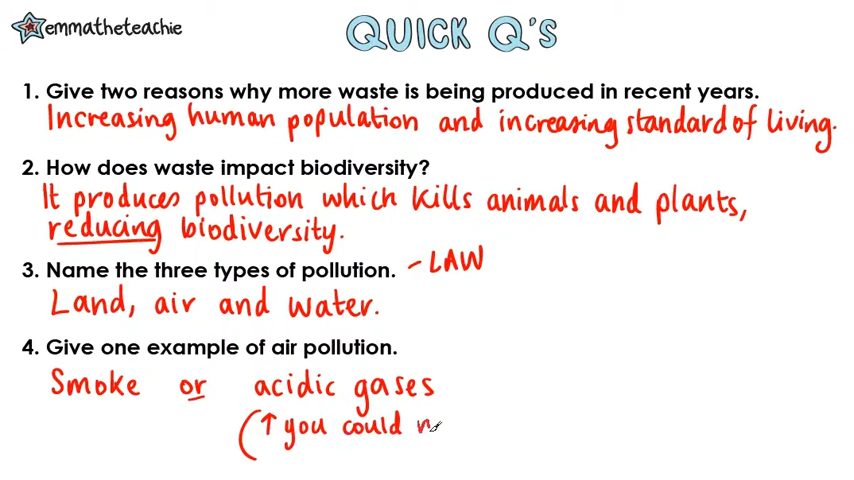 emmatheteachie
QUICK Q'S
1. Give two reasons why more waste is being produced in recent years.
Increasing human population and increasing standard of living.
2. How does waste impact biodiversity?
It produces pollution which kills animals and plants,
reducing biodiversity.
3. Name the three types of pollution. - LAW
Land, air and water.
4. Give one example of air pollution.
Smoke or acidic gases
(↑ you could